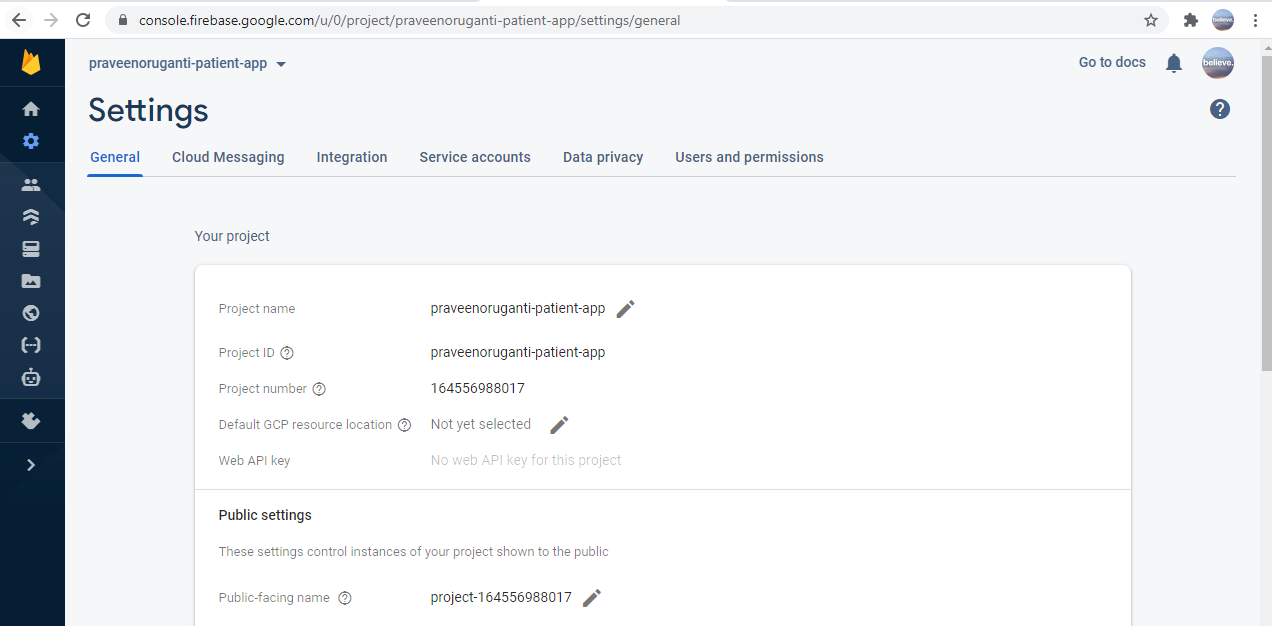 console.firebase.google.com/u/0/project/praveenoruganti-patient-app/settings/general
believe.
praveenoruganti-patient-app
Go to docs
believe.
Settings
?
General Cloud Messaging Integration Service accounts Data privacy Users and permissions
Your project
Project name praveenoruganti-patient-app
Project ID ? praveenoruganti-patient-app
Project number ? 164556988017
Default GCP resource location ? Not yet selected
Web API key No web API key for this project
Public settings
These settings control instances of your project shown to the public
Public-facing name ? project-164556988017